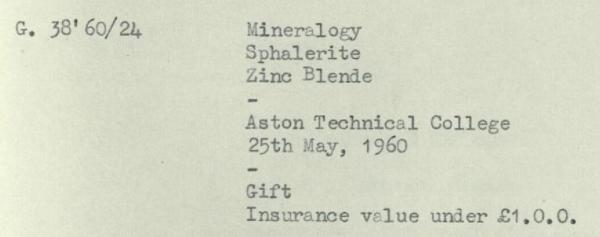 G. 38'60/24 Mineralogy
Sphalerite
Zinc Blende
-
Aston Technical College
25th May, 1960
-
Gift
Insurance value under £1.0.0.